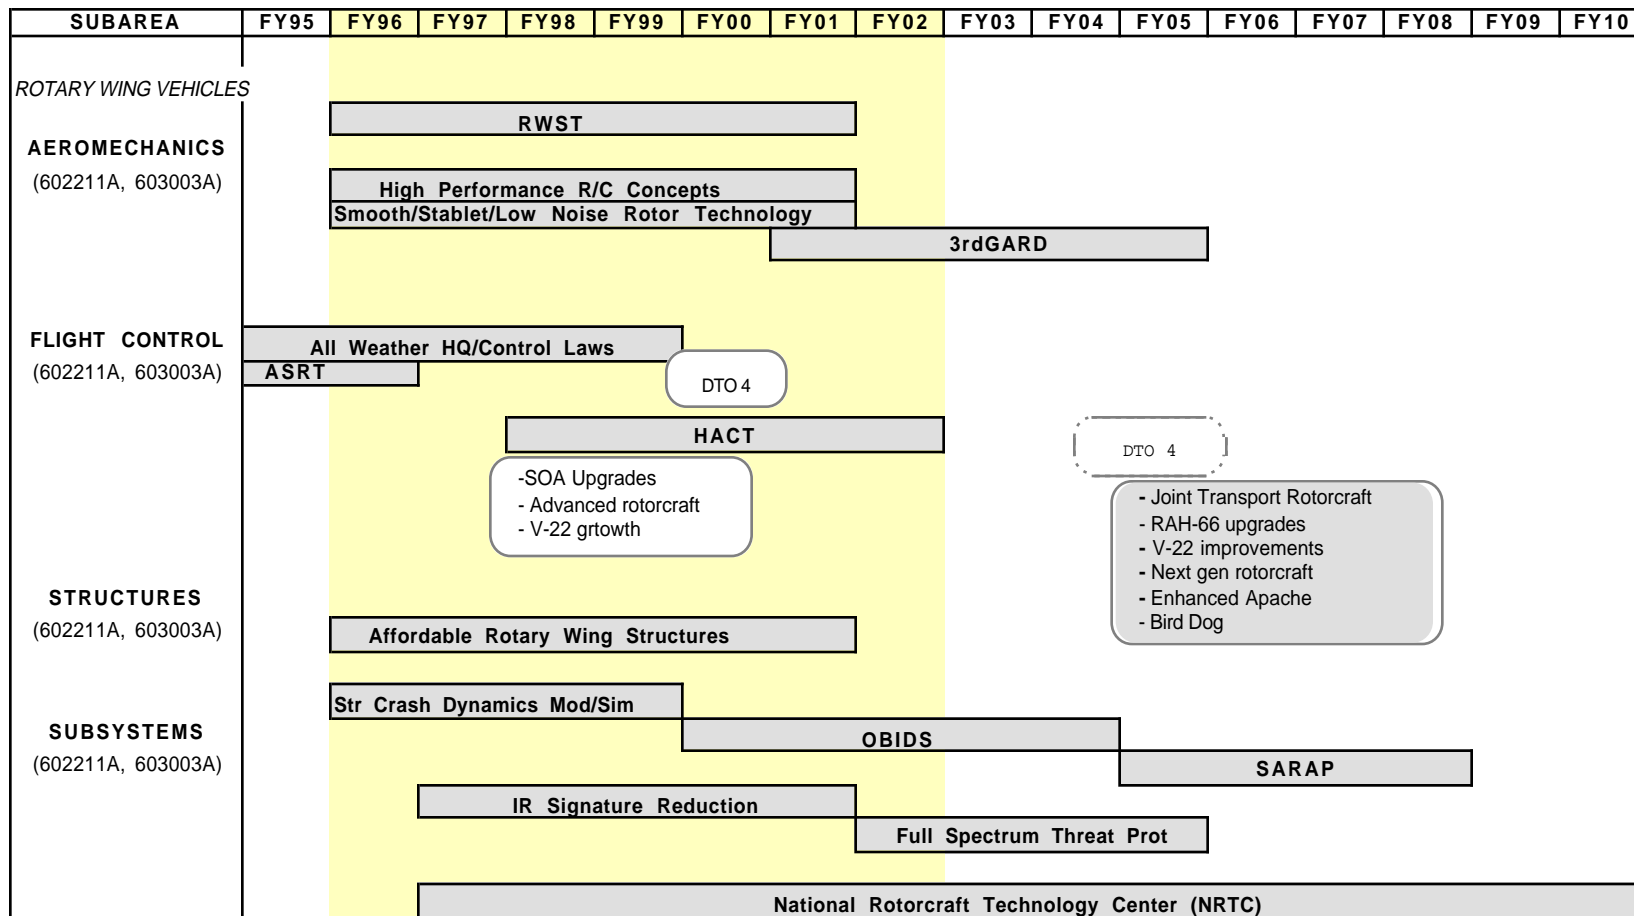 SUBAREA FY95 FY96 FY97 FY98 FY99 FY00 FY01 FY02 FY03 FY04 FY05 FY06 FY07 FY08 FY09 FY10
ROTARY WING VEHICLES
RWST
AEROMECHANICS
(602211A, 603003A)
High Performance R/C Concepts
Smooth/Stablet/Low Noise Rotor Technology
3rdGARD
FLIGHT CONTROL
(602211A, 603003A)
All Weather HQ/Control Laws
ASRT
DTO 4
HACT
DTO 4
-SOA Upgrades
- Advanced rotorcraft
- V-22 grtowth
- Joint Transport Rotorcraft
- RAH-66 upgrades
- V-22 improvements
- Next gen rotorcraft
- Enhanced Apache
- Bird Dog
STRUCTURES
(602211A, 603003A)
Affordable Rotary Wing Structures
Str Crash Dynamics Mod/Sim
SUBSYSTEMS
(602211A, 603003A)
OBIDS
SARAP
IR Signature Reduction
Full Spectrum Threat Prot
National Rotorcraft Technology Center (NRTC)